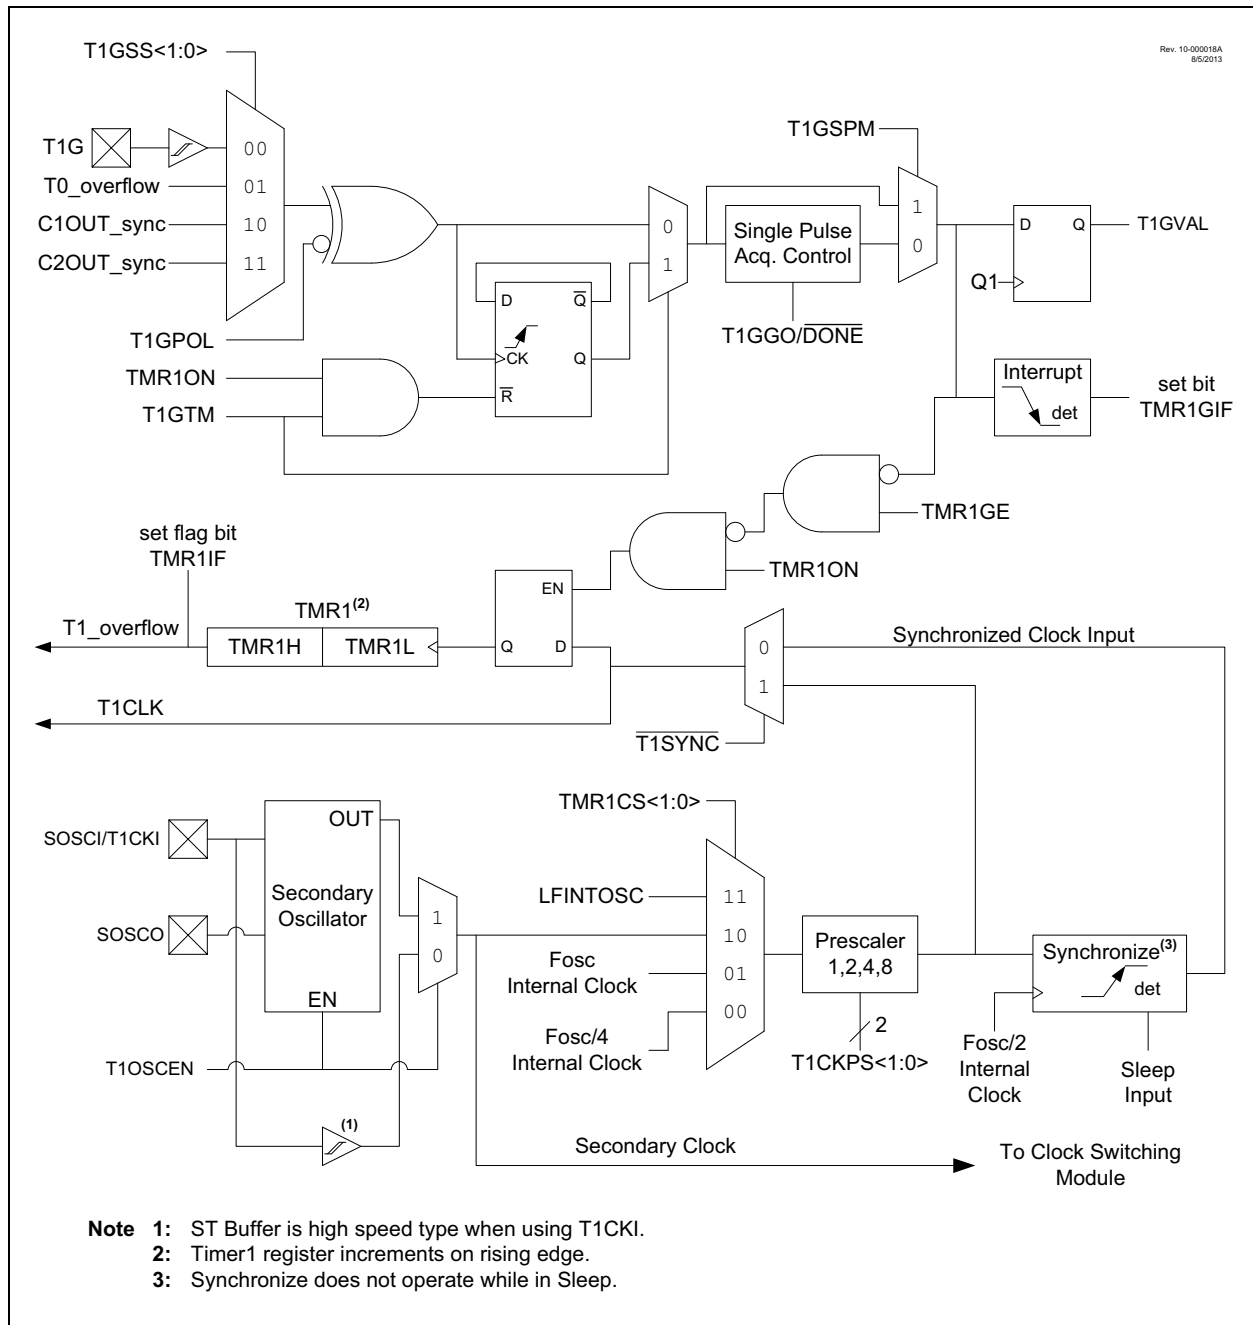 Rev. 10-000018A
8/5/2013
T1GSS<1:0>
T1G
00
T0_overflow
01
C1OUT_sync
10
C2OUT_sync
11
T1GPOL
TMR1ON
T1GTM
D
Q
CK
Q
R
0
1
Single Pulse
Acq. Control
T1GGO/DONE
T1GSPM
1
0
D
Q
Q1
T1GVAL
Interrupt
det
set bit
TMR1GIF
TMR1GE
TMR1ON
set flag bit
TMR1IF
T1_overflow
TMR1(2)
TMR1H
TMR1L
EN
Q
D
T1CLK
0
1
T1SYNC
Synchronized Clock Input
SOSCI/T1CKI
SOSCO
OUT
Secondary
Oscillator
EN
T1OSCEN
(1)
1
0
TMR1CS<1:0>
LFINTOSC
11
10
Fosc
Internal Clock
01
00
Fosc/4
Internal Clock
Prescaler
1,2,4,8
2
T1CKPS<1:0>
Synchronize(3)
det
Fosc/2
Internal
Clock
Sleep
Input
Secondary Clock
To Clock Switching
Module
Note 1: ST Buffer is high speed type when using T1CKI.
2: Timer1 register increments on rising edge.
3: Synchronize does not operate while in Sleep.